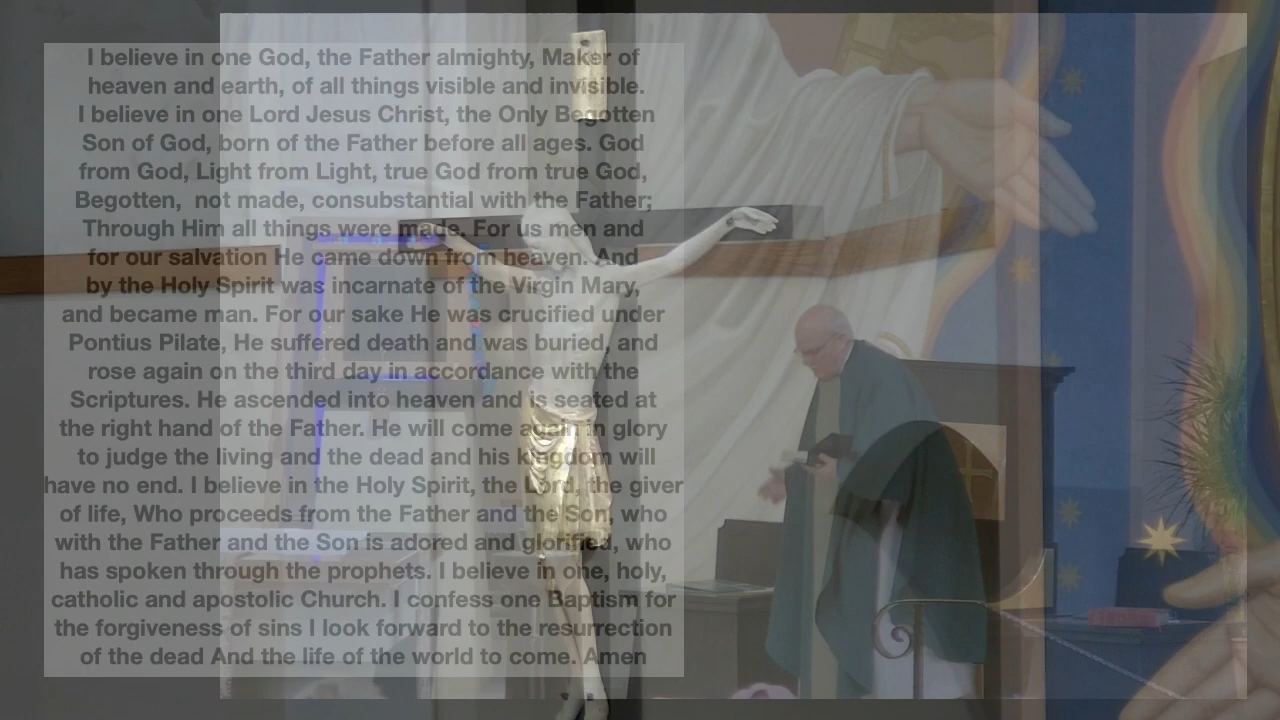 I believe in one God, the Father almighty, Maker of
heaven and earth, of all things visible and invisible.
I believe in one Lord Jesus Christ, the Only Begotten
Son of God, born of the Father before all ages. God
from God, Light from Light, true God from true God,
Begotten, not made, consubstantial with the Father;
Through Him all things were made. For us men and
for our salvation He came down from heaven. And
by the Holy Spirit was incarnate of the Virgin Mary,
and became man. For our sake He was crucified under
Pontius Pilate, He suffered death and was buried, and
rose again on the third day in accordance with the
Scriptures. He ascended into heaven and is seated at
the right hand of the Father. He will come again in glory
to judge the living and the dead and his kingdom will
have no end. I believe in the Holy Spirit, the Lord, the giver
of life, Who proceeds from the Father and the Son, who
with the Father and the Son is adored and glorified, who
has spoken through the prophets. I believe in one, holy,
catholic and apostolic Church. I confess one Baptism for
the forgiveness of sins I look forward to the resurrection
of the dead And the life of the world to come. Amen